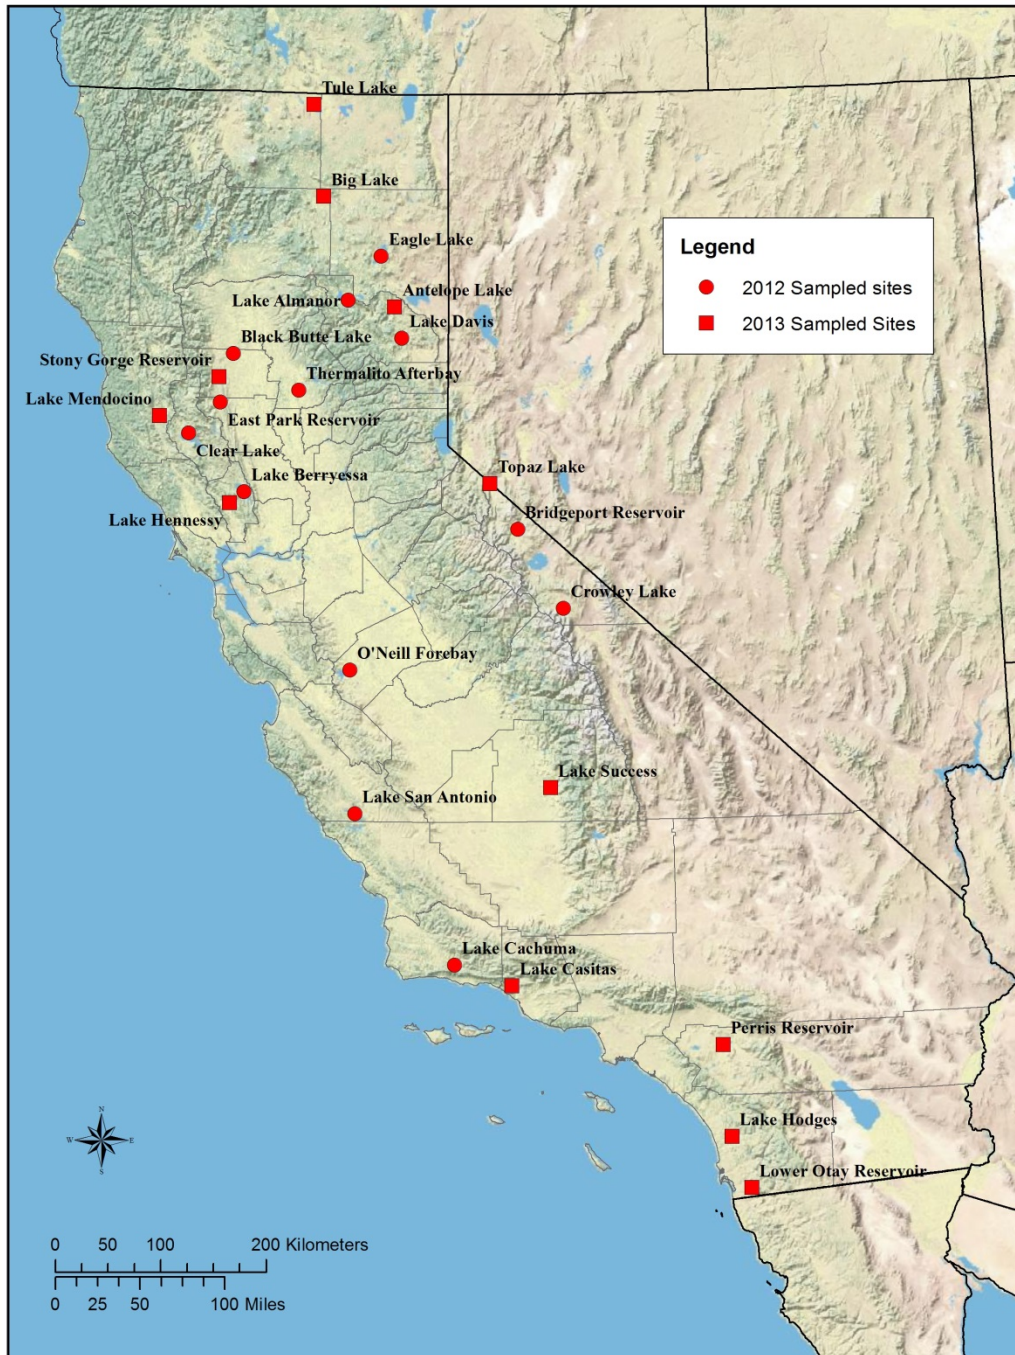 Tule Lake
Big Lake
Eagle Lake
Legend
2012 Sampled sites
2013 Sampled Sites
Lake Almanor
Antelope Lake
Lake Davis
Black Butte Lake
Stony Gorge Reservoir
Thermalito Afterbay
Lake Mendocino
East Park Reservoir
Clear Lake
Lake Berryessa
Topaz Lake
Lake Hennessy
Bridgeport Reservoir
Crowley Lake
O'Neill Forebay
Lake Success
Lake San Antonio
Lake Cachuma
Lake Casitas
Perris Reservoir
Lake Hodges
Lower Otay Reservoir
N
W E
S
0 50 100 200 Kilometers
0 25 50 100 Miles